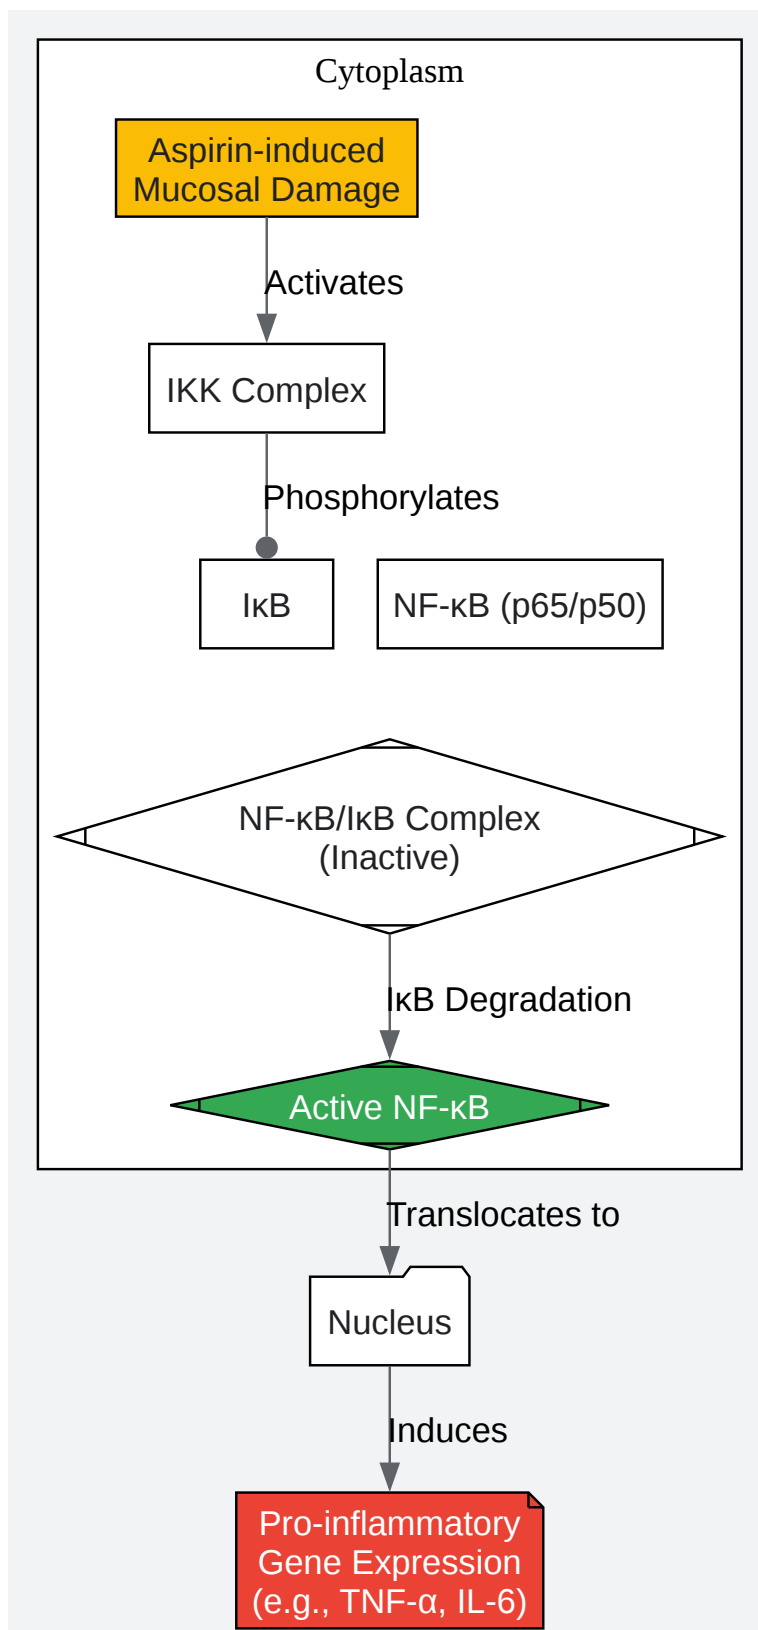 Cytoplasm
Aspirin-induced
Mucosal Damage
Activates
IKK Complex
Phosphorylates
IκB
NF-κB (p65/p50)
NF-κB/IκB Complex
(Inactive)
IκB Degradation
Active NF-κB
Translocates to
Nucleus
Induces
Pro-inflammatory
Gene Expression
(e.g., TNF-α, IL-6)